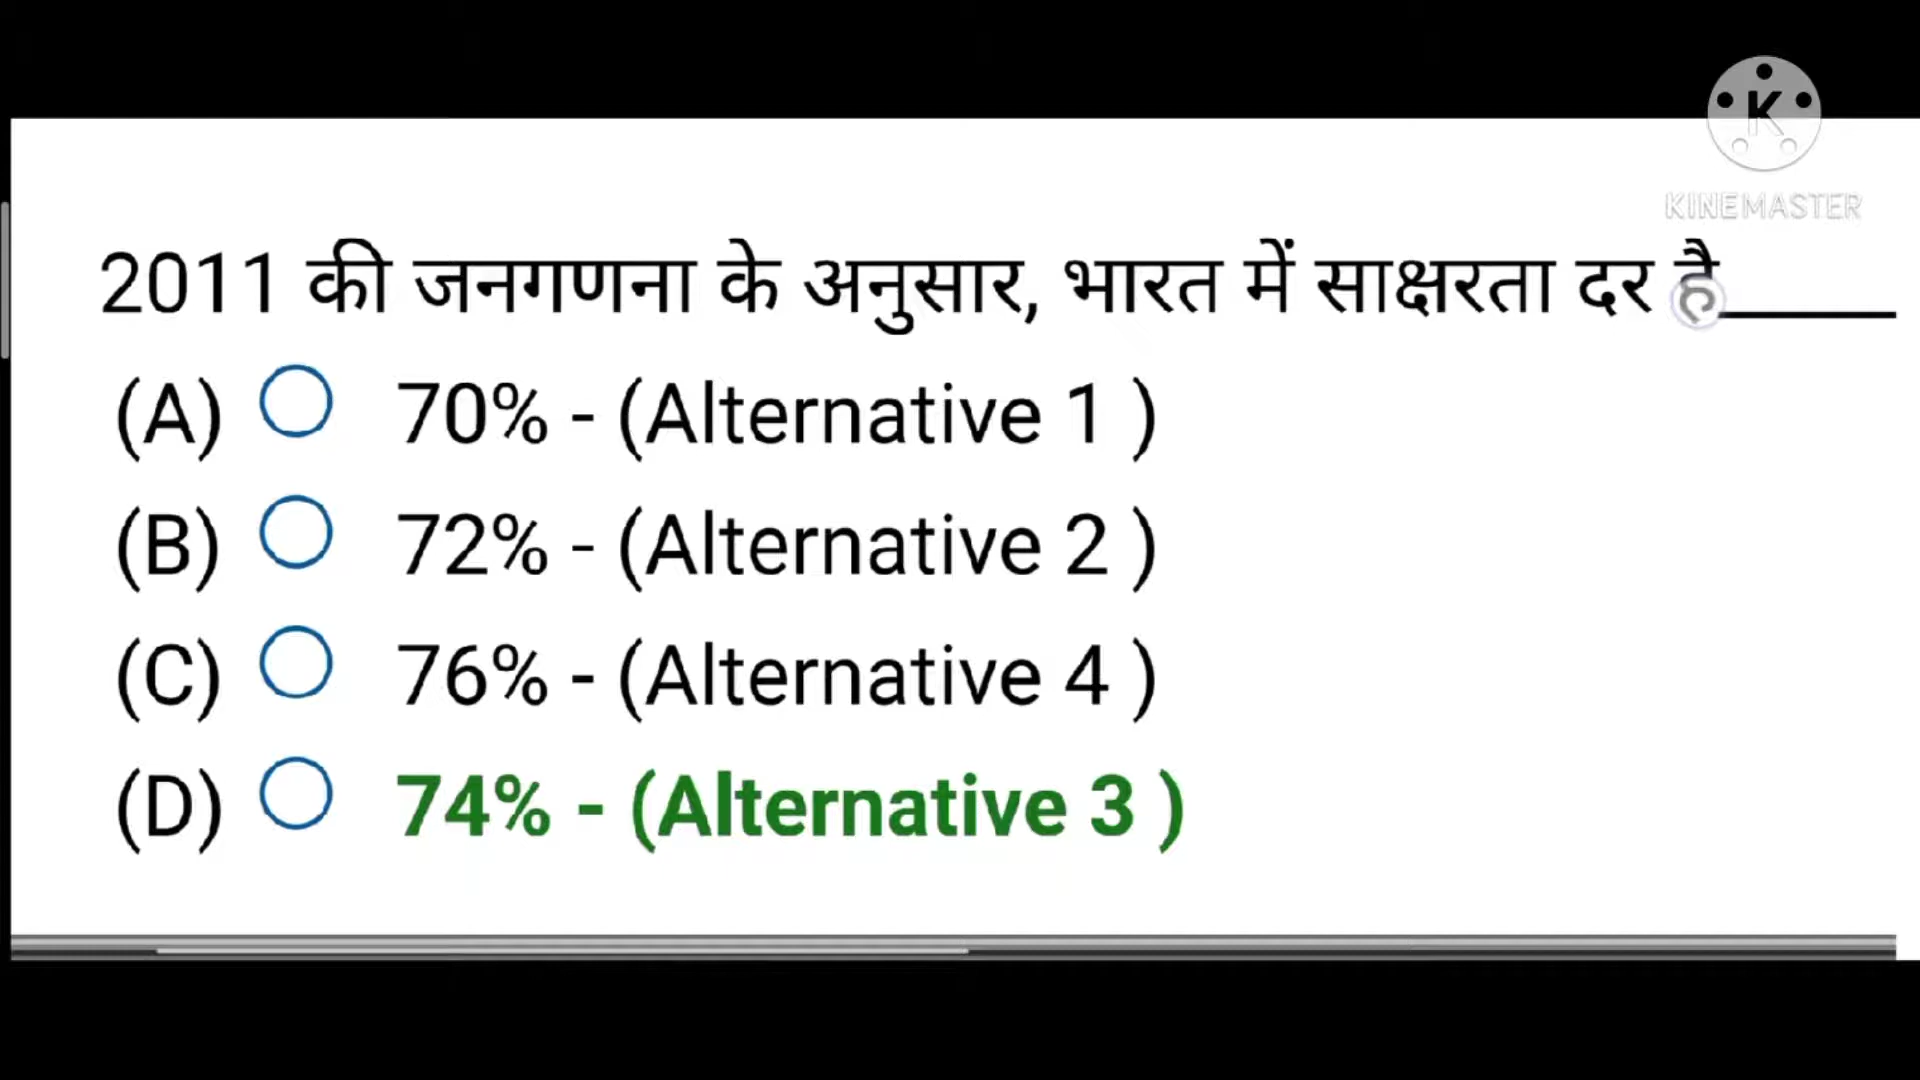 K
KINEMASTER
2011 की जनगणना के अनुसार, भारत में साक्षरता दर है______
(A) 70% - (Alternative 1 )
(B) 72% - (Alternative 2 )
(C) 76% - (Alternative 4 )
(D) 74% - (Alternative 3 )